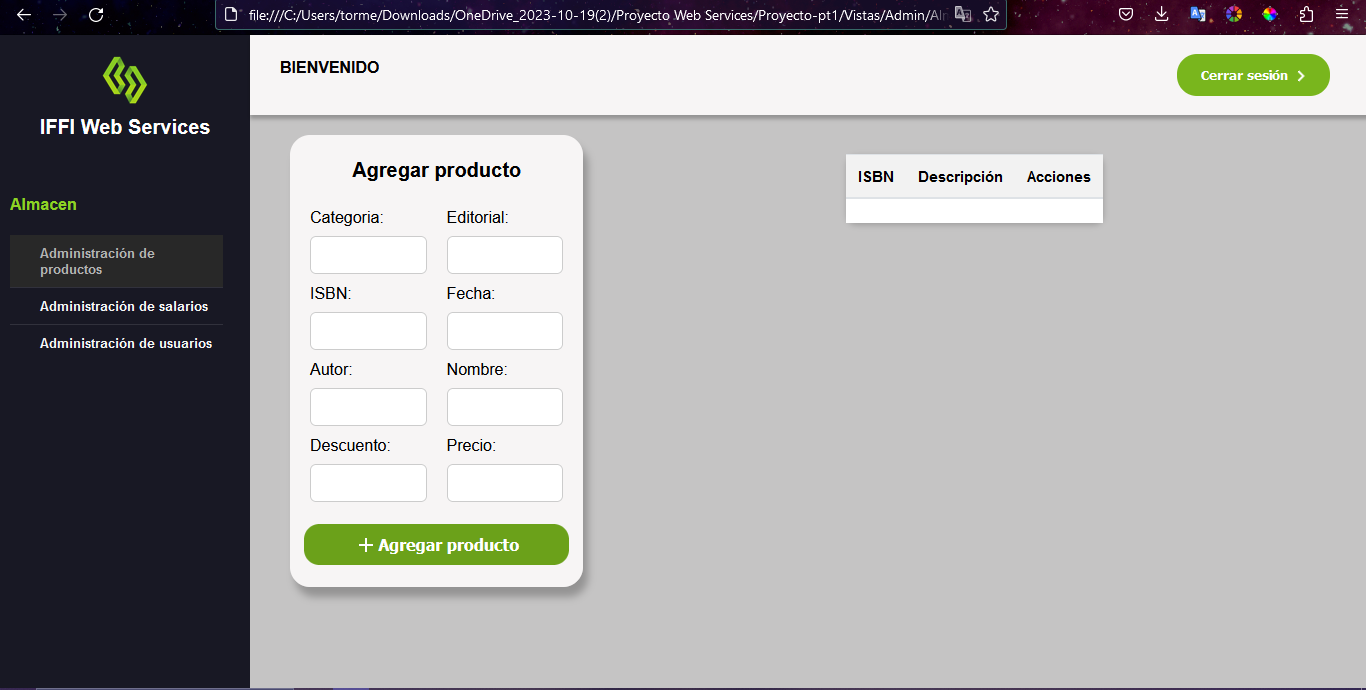 file:///C:/Users/torme/Downloads/OneDrive_2023-10-19(2)/Proyecto Web Services/Proyecto-pt1/Vistas/Admin/Alm
IFFI Web Services
Almacen
Administración de
productos
Administración de salarios
Administración de usuarios
BIENVENIDO
Cerrar sesión
Agregar producto
Categoria: Editorial:
ISBN: Fecha:
Autor: Nombre:
Descuento: Precio:
+ Agregar producto
ISBN Descripción Acciones